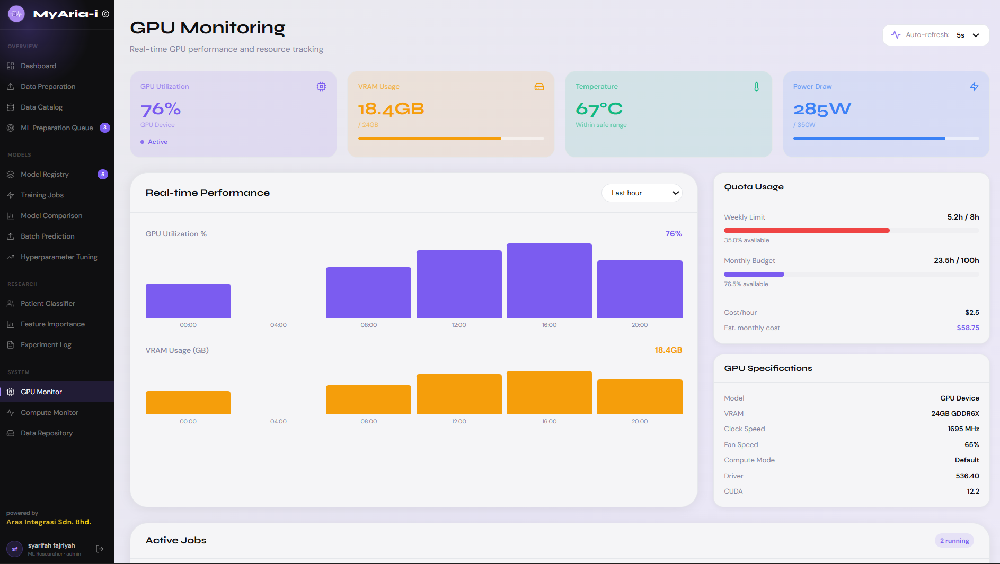 MyAria-i ©
OVERVIEW
Dashboard
Data Preparation
Data Catalog
ML Preparation Queue 3
MODELS
Model Registry 5
Training Jobs
Model Comparison
Batch Prediction
Hyperparameter Tuning
RESEARCH
Patient Classifier
Feature Importance
Experiment Log
SYSTEM
GPU Monitor
Compute Monitor
Data Repository
powered by
Aras Integrasi Sdn. Bhd.
sf
syarifah fajriyah
ML Researcher · admin
GPU Monitoring
Real-time GPU performance and resource tracking
Auto-refresh: 5s
GPU Utilization
76%
GPU Device
Active
VRAM Usage
18.4GB
/ 24GB
Temperature
67°C
Within safe range
Power Draw
285W
/ 350W
Real-time Performance
Last hour
GPU Utilization % 76%
00:00 04:00 08:00 12:00 16:00 20:00
VRAM Usage (GB) 18.4GB
00:00 04:00 08:00 12:00 16:00 20:00
Quota Usage
Weekly Limit 5.2h / 8h
35.0% available
Monthly Budget 23.5h / 100h
76.5% available
Cost/hour $2.5
Est. monthly cost $58.75
GPU Specifications
Model GPU Device
VRAM 24GB GDDR6X
Clock Speed 1695 MHz
Fan Speed 65%
Compute Mode Default
Driver 536.40
CUDA 12.2
Active Jobs
2 running